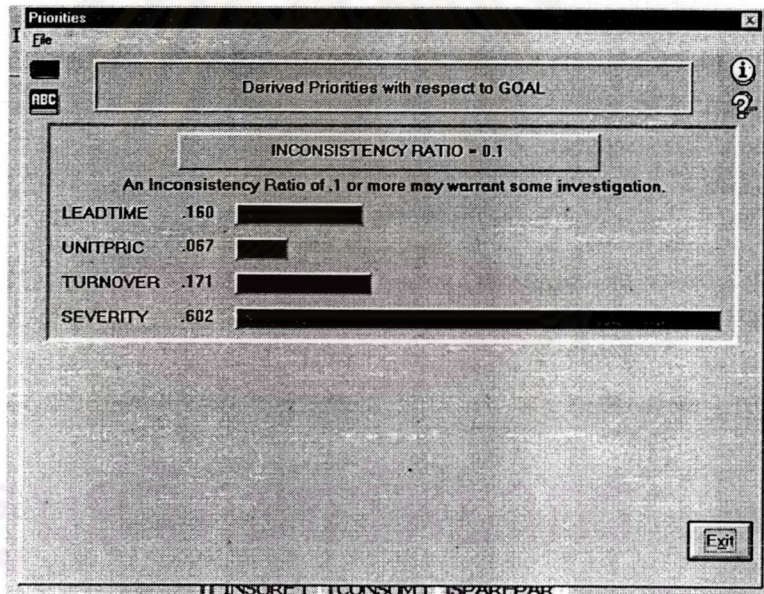 Priorities
File
ABC
Derived Priorities with respect to GOAL
INCONSISTENCY RATIO = 0.1
An Inconsistency Ratio of .1 or more may warrant some investigation.
LEADTIME .160
UNITPRIC .067
TURNOVER .171
SEVERITY .602
Exit